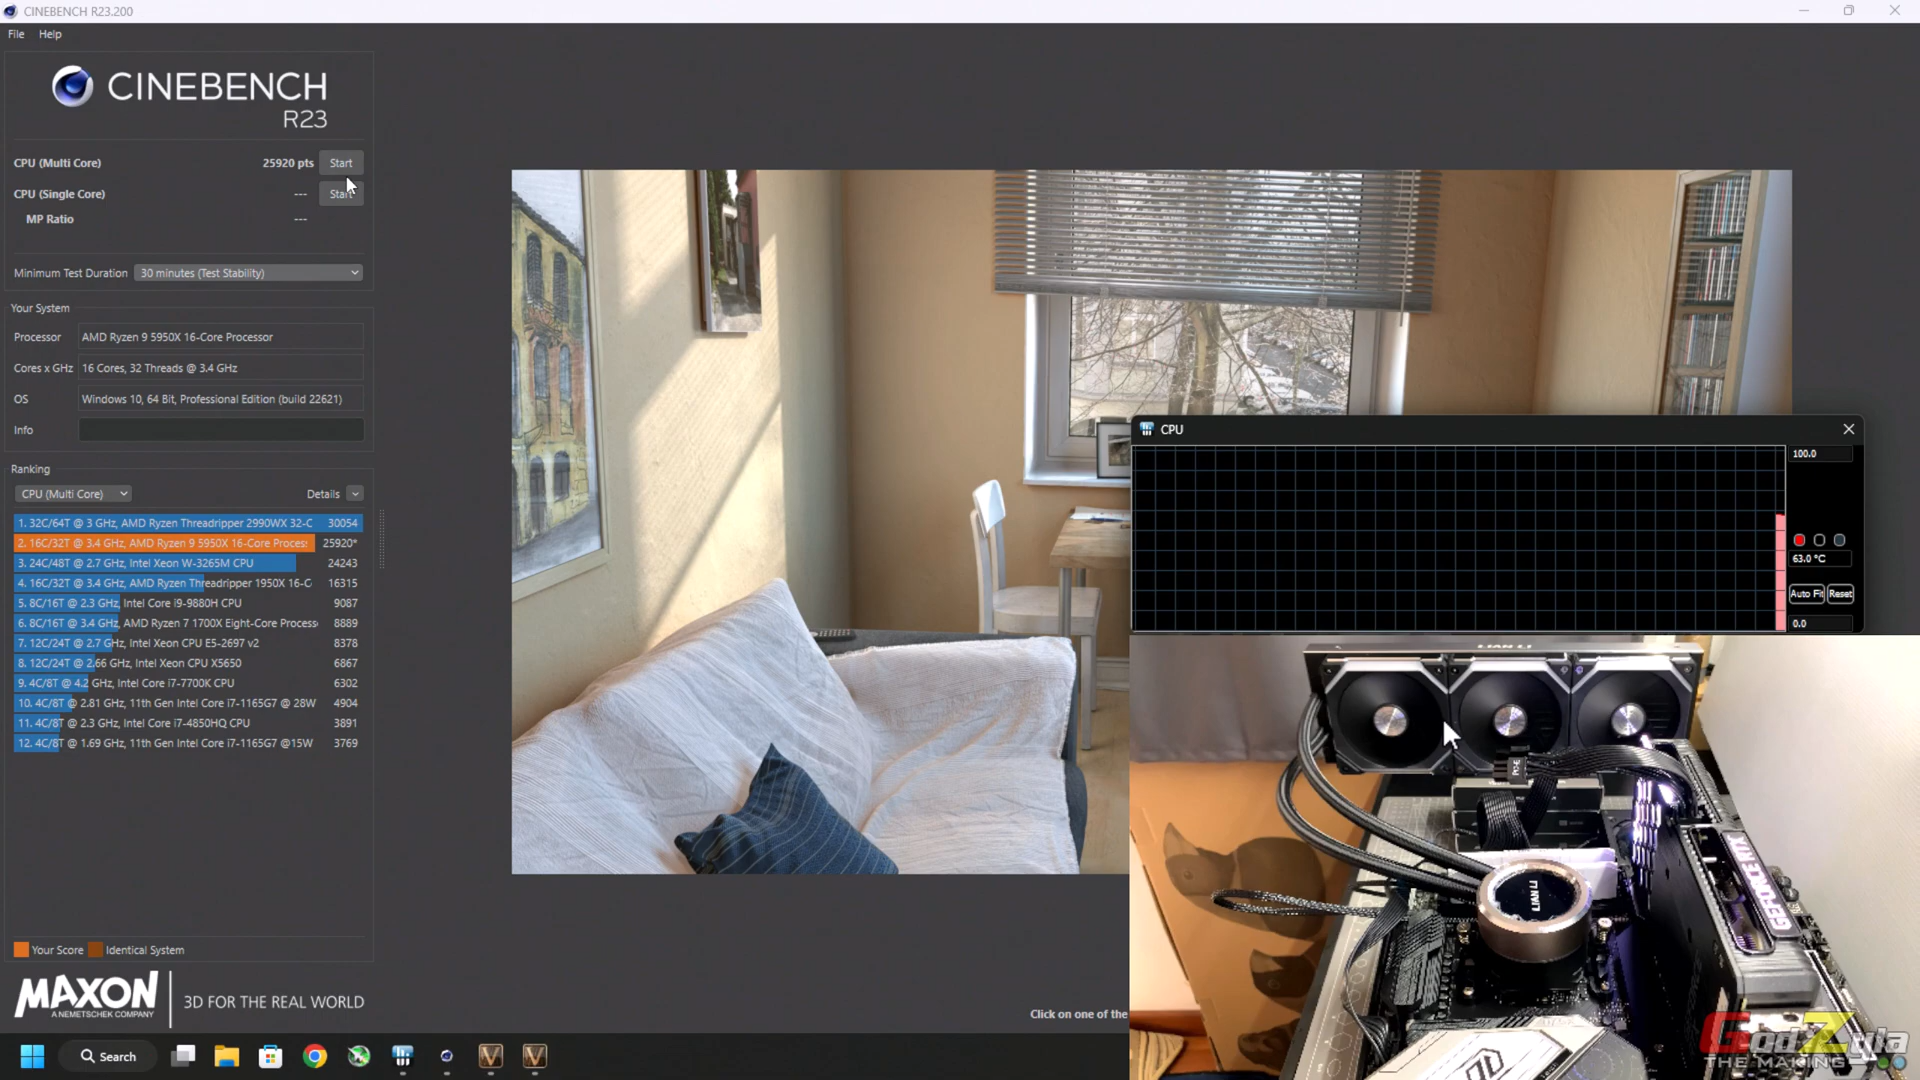 CINEBENCH R23.200
File Help
CINEBENCH
R23
CPU (Multi Core) 25920 pts Start
CPU (Single Core) --- Start
MP Ratio ---
Minimum Test Duration 30 minutes (Test Stability)
Your System
Processor AMD Ryzen 9 5950X 16-Core Processor
Cores x GHz 16 Cores, 32 Threads @ 3.4 GHz
OS Windows 10, 64 Bit, Professional Edition (build 22621)
Info
Ranking
CPU (Multi Core) Details
1. 32C/64T @ 3 GHz, AMD Ryzen Threadripper 2990WX 32-C 30054
2. 16C/32T @ 3.4 GHz, AMD Ryzen 9 5950X 16-Core Process 25920*
3. 24C/48T @ 2.7 GHz, Intel Xeon W-3265M CPU 24243
4. 16C/32T @ 3.4 GHz, AMD Ryzen Threadripper 1950X 16-C 16315
5. 8C/16T @ 2.3 GHz, Intel Core i9-9880H CPU 9087
6. 8C/16T @ 3.4 GHz, AMD Ryzen 7 1700X Eight-Core Process 8889
7. 12C/24T @ 2.7 GHz, Intel Xeon CPU E5-2697 v2 8378
8. 12C/24T @ 2.66 GHz, Intel Xeon CPU X5650 6867
9. 4C/8T @ 4.2 GHz, Intel Core i7-7700K CPU 6302
10. 4C/8T @ 2.81 GHz, 11th Gen Intel Core i7-1165G7 @ 28W 4904
11. 4C/8T @ 2.3 GHz, Intel Core i7-4850HQ CPU 3891
12. 4C/8T @ 1.69 GHz, 11th Gen Intel Core i7-1165G7 @15W 3769
Your Score Identical System
MAXON
A NEMETSCHEK COMPANY
3D FOR THE REAL WORLD
Click on one of the
CPU
100.0
63.0 °C
Auto Fit Reset
0.0
LIAN LI
PCI-E
LIAN LI
GEFORCE RTX
GodZyla
THE MAKING
Search